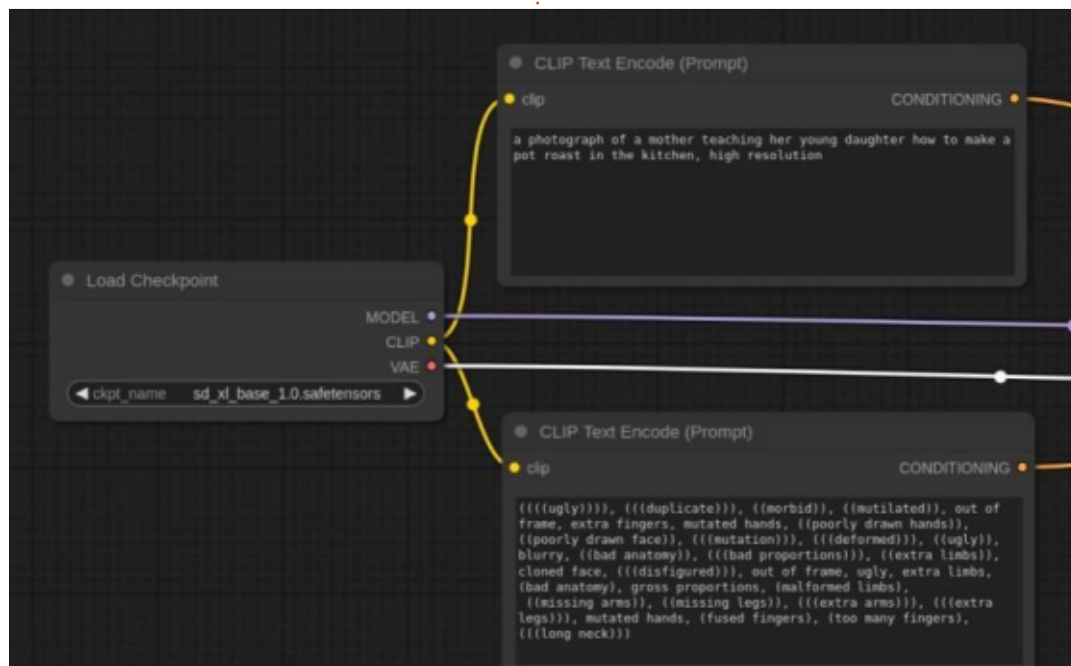 CLIP Text Encode (Prompt)
clip
CONDITIONING
a photograph of a mother teaching her young daughter how to make a
pot roast in the kitchen, high resolution
Load Checkpoint
MODEL
CLIP
VAE
ckpt_name sd_xl_base_1.0.safetensors
CLIP Text Encode (Prompt)
clip
CONDITIONING
((((ugly)))), (((duplicate))), ((morbid)), ((mutilated)), out of
frame, extra fingers, mutated hands, ((poorly drawn hands)),
((poorly drawn face)), (((mutation))), (((deformed))), ((ugly)),
blurry, ((bad anatomy)), (((bad proportions))), ((extra limbs)),
cloned face, (((disfigured))), out of frame, ugly, extra limbs,
(bad anatomy), gross proportions, (malformed limbs),
((missing arms)), ((missing legs)), (((extra arms))), (((extra
legs))), mutated hands, (fused fingers), (too many fingers),
(((long neck)))